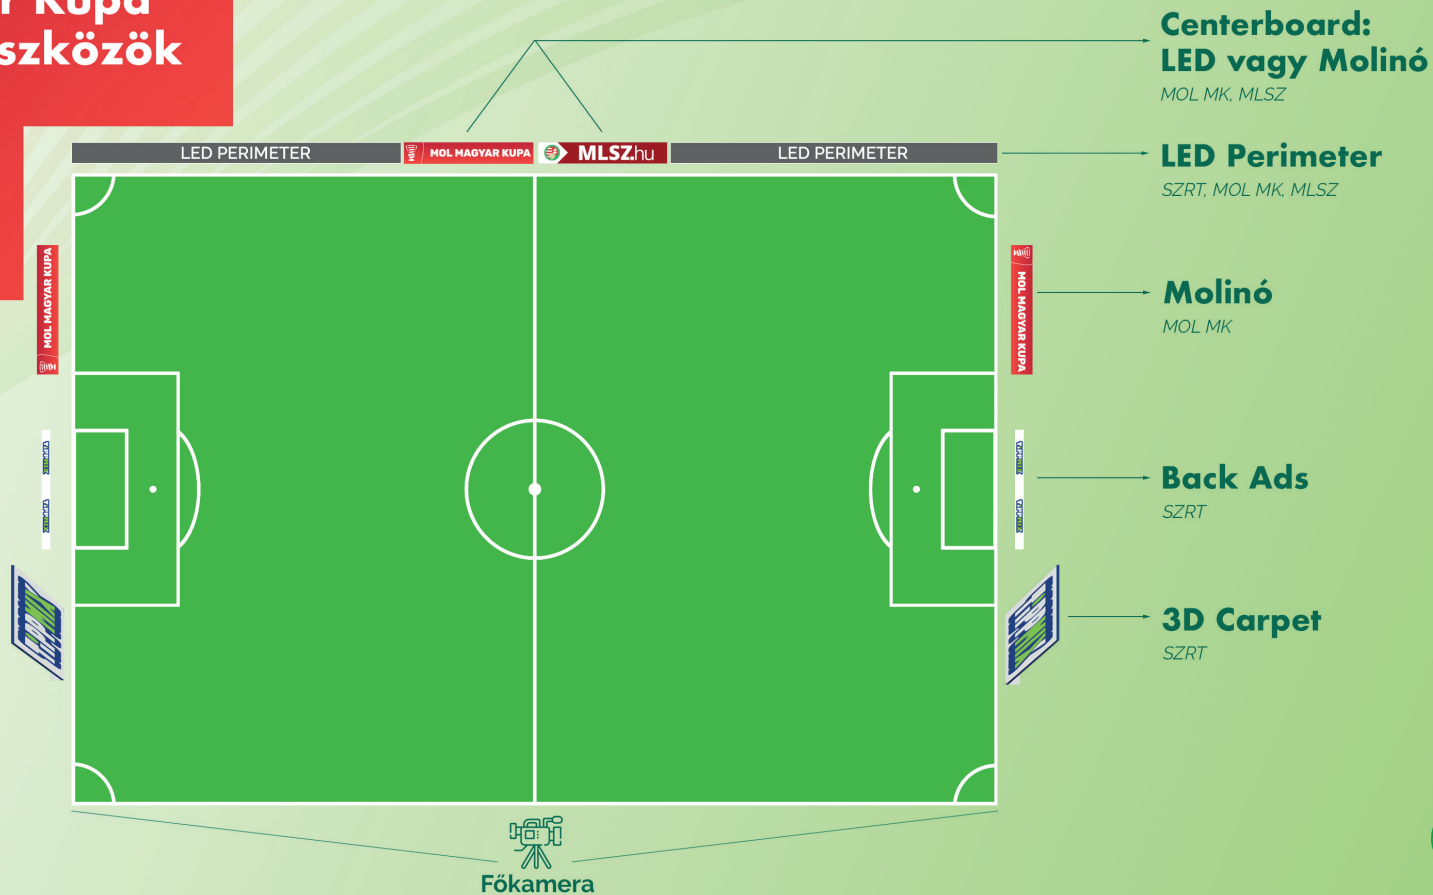 r Kupa
szközök
Centerboard:
LED vagy Molinó
MOL MK, MLSZ
LED PERIMETER
MOL MAGYAR KUPA
MLSZ.hu
LED PERIMETER
LED Perimeter
SZRT, MOL MK, MLSZ
MOL MAGYAR KUPA
MOL MAGYAR KUPA
Molinó
MOL MK
Back Ads
SZRT
3D Carpet
SZRT
Főkamera